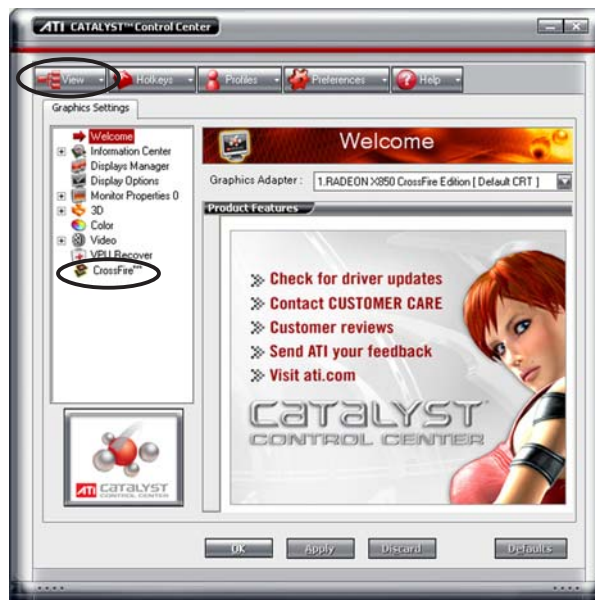 ATI CATALYST™ Control Center
View Hotkeys Profiles Preferences Help
Graphics Settings
Welcome
Information Center
Displays Manager
Display Options
Monitor Properties 0
3D
Color
Video
VPU Recover
CrossFire™
Welcome
Graphics Adapter : 1.RADEON X850 CrossFire Edition [ Default CRT ]
Product Features
Check for driver updates
Contact CUSTOMER CARE
Customer reviews
Send ATI your feedback
Visit ati.com
CATALYST
CONTROL CENTER
ATI CATALYST
CONTROL CENTER
OK Apply Discard Defaults